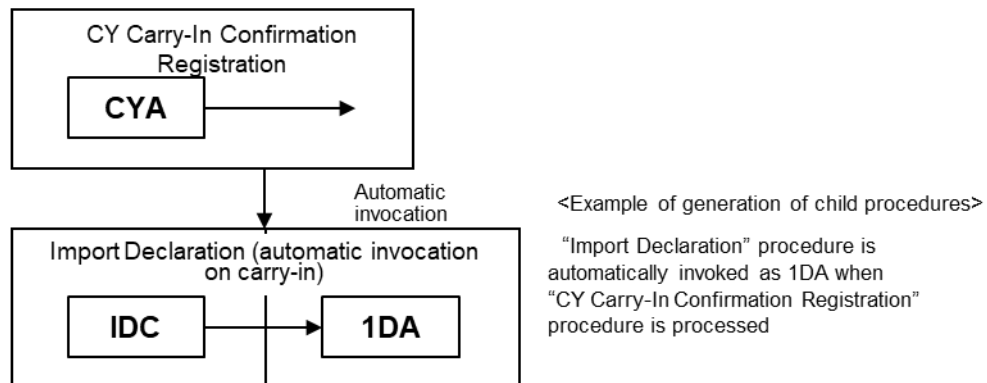 CY Carry-In Confirmation
Registration
CYA
Automatic
invocation
Import Declaration (automatic invocation
on carry-in)
IDC
1DA
<Example of generation of child procedures>
“Import Declaration” procedure is
automatically invoked as 1DA when
“CY Carry-In Confirmation Registration”
procedure is processed